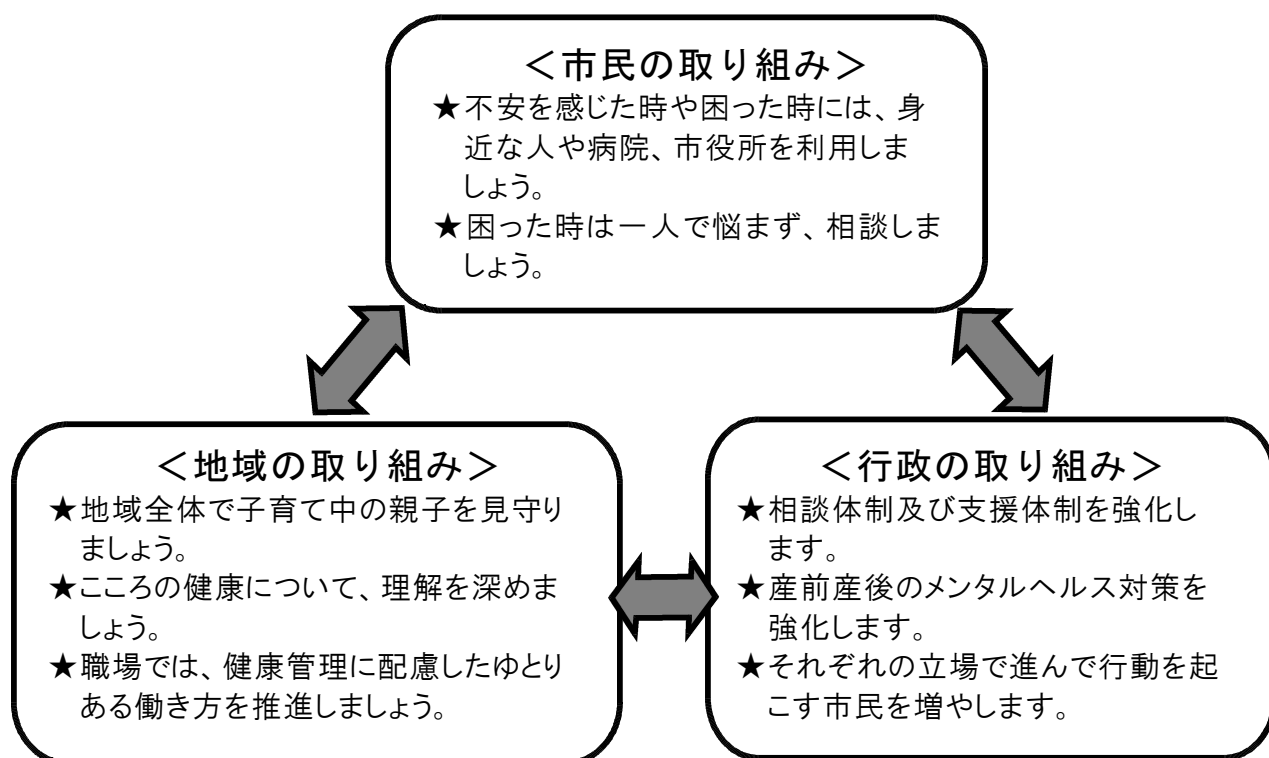 ＜市民の取り組み＞
★不安を感じた時や困った時には、身
近な人や病院、市役所を利用しま
しょう。
★困った時は一人で悩まず、相談しま
しょう。
＜地域の取り組み＞
★地域全体で子育て中の親子を見守り
ましょう。
★こころの健康について、理解を深めま
しょう。
★職場では、健康管理に配慮したゆとり
ある働き方を推進しましょう。
＜行政の取り組み＞
★相談体制及び支援体制を強化し
ます。
★産前産後のメンタルヘルス対策を
強化します。
★それぞれの立場で進んで行動を起
こす市民を増やします。